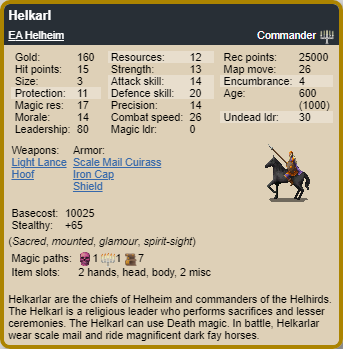 Helkarl
EA Helheim Commander
Gold: 160 Resources: 12 Rec points: 25000
Hit points: 15 Strength: 13 Map move: 26
Size: 3 Attack skill: 14 Encumbrance: 4
Protection: 11 Defence skill: 20 Age: 600
Magic res: 17 Precision: 14 (1000)
Morale: 14 Combat speed: 26 Undead ldr: 30
Leadership: 80 Magic ldr: 0
Weapons: Armor:
Light Lance Scale Mail Cuirass
Hoof Iron Cap
Shield
Basecost: 10025
Stealthy: +65
(Sacred, mounted, glamour, spirit-sight)
Magic paths: 1 1 7
Item slots: 2 hands, head, body, 2 misc
Helkarlar are the chiefs of Helheim and commanders of the Helhirds.
The Helkarl is a religious leader who performs sacrifices and lesser
ceremonies. The Helkarl can use Death magic. In battle, Helkarlar
wear scale mail and ride magnificent dark fay horses.